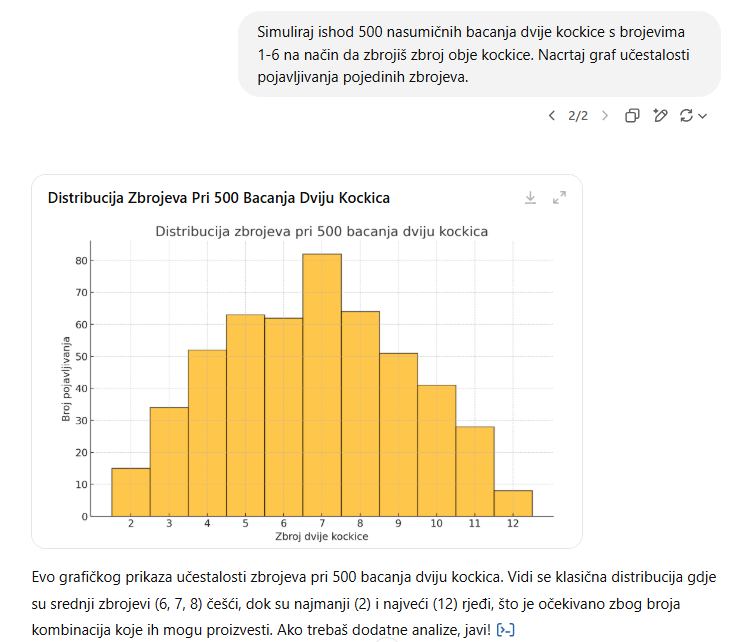 Simuliraj ishod 500 nasumičnih bacanja dvije kockice s brojevima
1-6 na način da zbrojiš zbroj obje kockice. Nacrtaj graf učestalosti
pojavljivanja pojedinih zbrojeva.
2/2
Distribucija Zbrojeva Pri 500 Bacanja Dviju Kockica
Distribucija zbrojeva pri 500 bacanja dviju kockica
80
70
60
50
40
30
20
10
0
Broj pojavljivanja
2 3 4 5 6 7 8 9 10 11 12
Zbroj dvije kockice
Evo grafičkog prikaza učestalosti zbrojeva pri 500 bacanja dviju kockica. Vidi se klasična distribucija gdje
su srednji zbrojevi (6, 7, 8) češći, dok su najmanji (2) i najveći (12) rjeđi, što je očekivano zbog broja
kombinacija koje ih mogu proizvesti. Ako trebaš dodatne analize, javi!